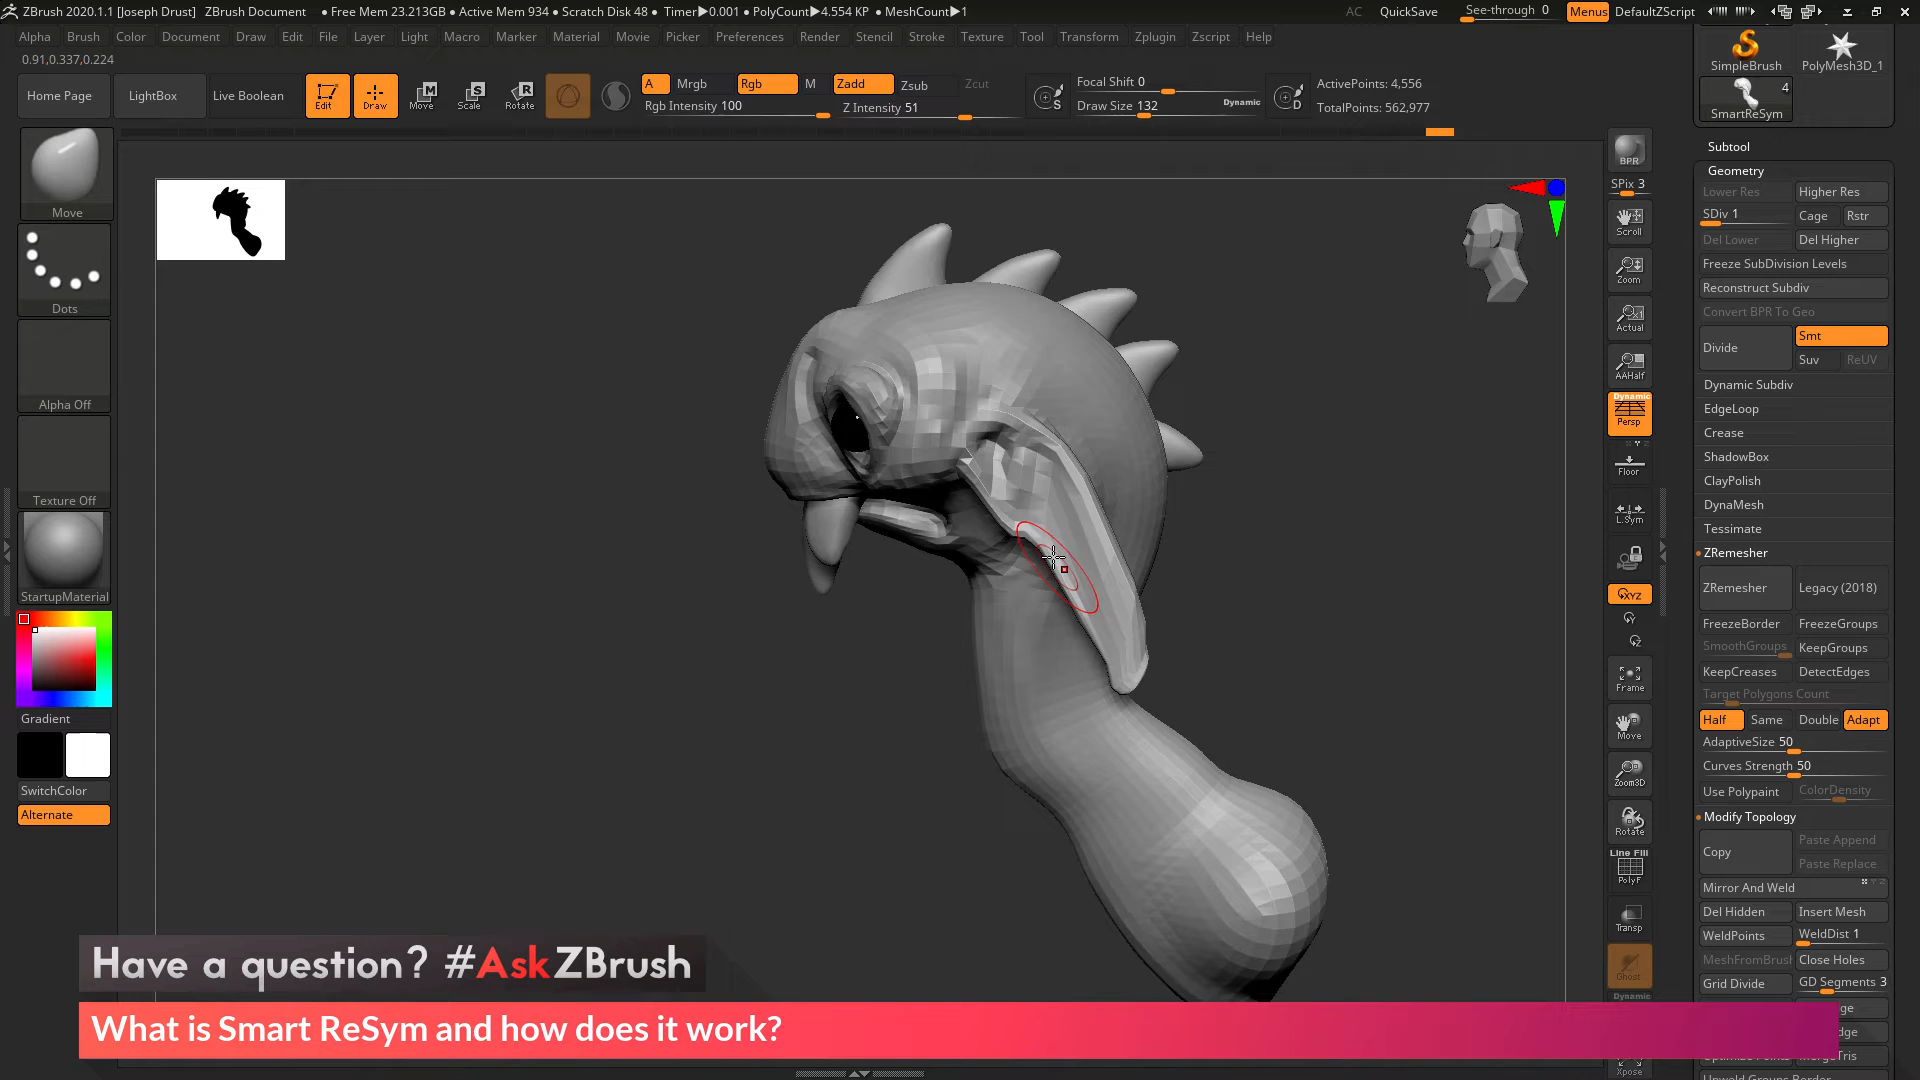 ZBrush 2020.1.1 [Joseph Drust] ZBrush Document • Free Mem 23.213GB • Active Mem 934 • Scratch Disk 48 • Timer▶0.001 • PolyCount▶4.554 KP • MeshCount▶1 AC QuickSave See-through 0 Menus DefaultZScript
Alpha Brush Color Document Draw Edit File Layer Light Macro Marker Material Movie Picker Preferences Render Stencil Stroke Texture Tool Transform Zplugin Zscript Help
0.91,0.337,0.224
Home Page LightBox Live Boolean Edit Draw Move Scale Rotate
A Mrgb Rgb M Zadd Zsub Zcut
Rgb Intensity 100 Z Intensity 51
S Focal Shift 0
Draw Size 132 Dynamic
D ActivePoints: 4,556
TotalPoints: 562,977
Move
Dots
Alpha Off
Texture Off
StartupMaterial
Gradient
SwitchColor
Alternate
BPR
SPix 3
Scroll
Zoom
Actual
AAHalf
Dynamic
Persp
Floor
L.Sym
XYZ
Y
Z
Frame
Move
Zoom3D
Rotate
Line Fill
PolyF
Transp
Ghost
Dynamic
Xpose
SimpleBrush PolyMesh3D_1
4
SmartReSym
Subtool
Geometry
Lower Res Higher Res
SDiv 1 Cage Rstr
Del Lower Del Higher
Freeze SubDivision Levels
Reconstruct Subdiv
Convert BPR To Geo
Divide Smt
Suv ReUV
Dynamic Subdiv
EdgeLoop
Crease
ShadowBox
ClayPolish
DynaMesh
Tessimate
ZRemesher
ZRemesher Legacy (2018)
FreezeBorder FreezeGroups
SmoothGroups KeepGroups
KeepCreases DetectEdges
Target Polygons Count
Half Same Double Adapt
AdaptiveSize 50
Curves Strength 50
Use Polypaint ColorDensity
Modify Topology
Copy Paste Append
Paste Replace
Mirror And Weld
Del Hidden Insert Mesh
WeldPoints WeldDist 1
MeshFromBrush Close Holes
Grid Divide GD Segments 3
Have a question? #AskZBrush
What is Smart ReSym and how does it work?